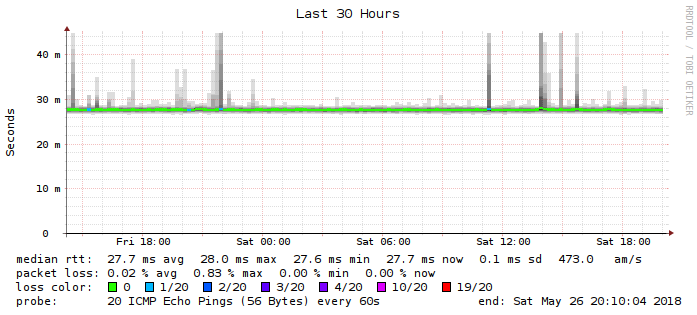 Last 30 Hours
RRDTOOL / TOBI OETIKER
Seconds
40 m
30 m
20 m
10 m
0
Fri 18:00 Sat 00:00 Sat 06:00 Sat 12:00 Sat 18:00
median rtt: 27.7 ms avg 28.0 ms max 27.6 ms min 27.7 ms now 0.1 ms sd 473.0 am/s
packet loss: 0.02 % avg 0.83 % max 0.00 % min 0.00 % now
loss color: 0 1/20 2/20 3/20 4/20 10/20 19/20
probe: 20 ICMP Echo Pings (56 Bytes) every 60s end: Sat May 26 20:10:04 2018